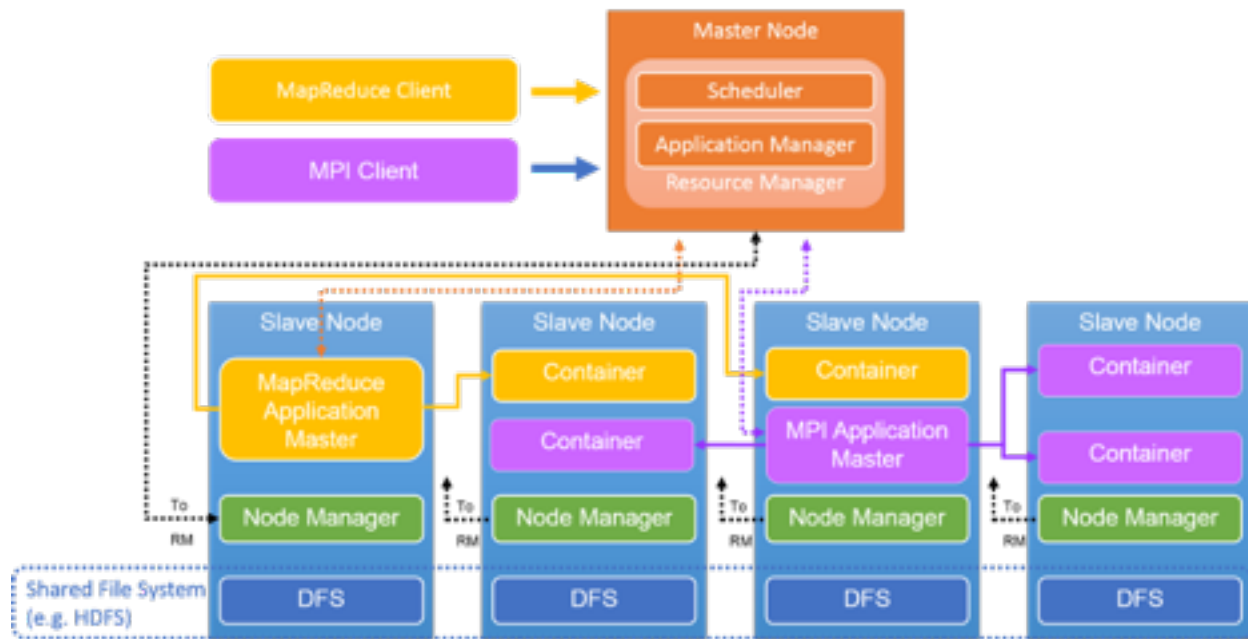 Master Node
MapReduce Client
Scheduler
Application Manager
MPI Client
Resource Manager
Slave Node
Slave Node
Slave Node
Slave Node
MapReduce
Application
Master
Container
Container
Container
Container
MPI Application
Master
Container
To
RM
Node Manager
To
RM
Node Manager
To
RM
Node Manager
To
RM
Node Manager
Shared File System
(e.g. HDFS)
DFS
DFS
DFS
DFS